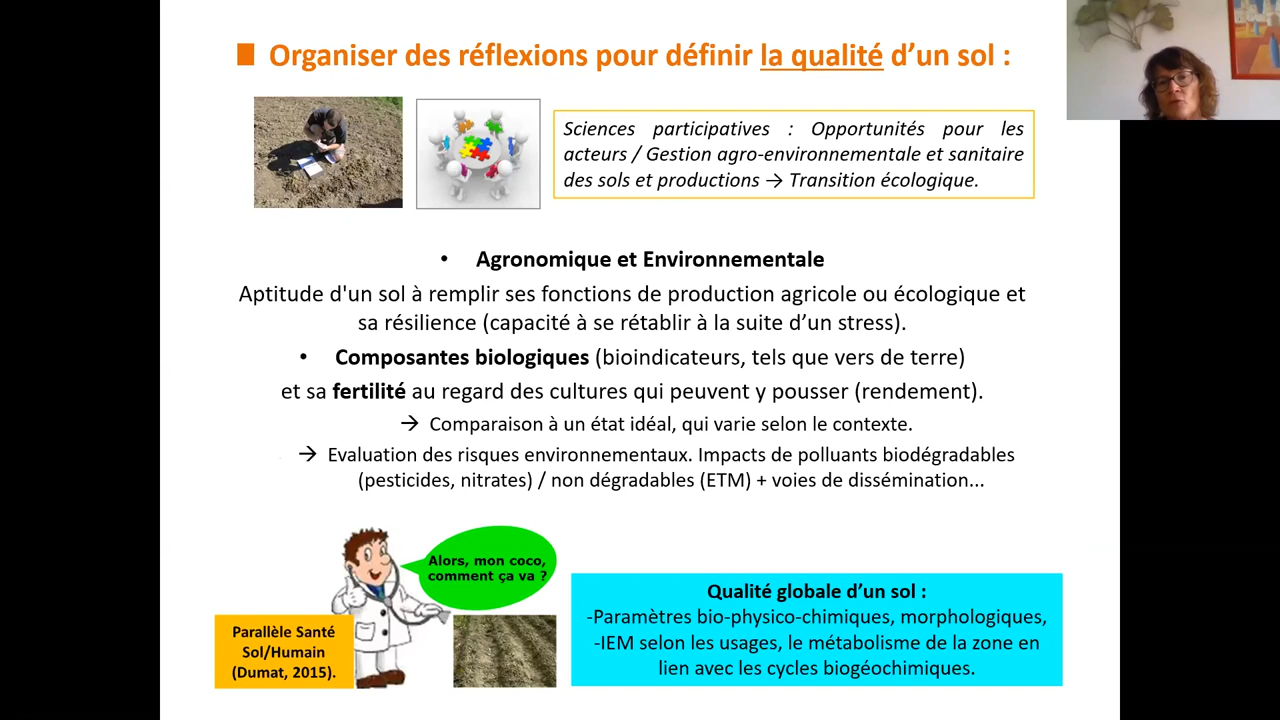 Organiser des réflexions pour définir la qualité d'un sol :
Sciences participatives : Opportunités pour les
acteurs / Gestion agro-environnementale et sanitaire
des sols et productions → Transition écologique.
• Agronomique et Environnementale
Aptitude d'un sol à remplir ses fonctions de production agricole ou écologique et
sa résilience (capacité à se rétablir à la suite d'un stress).
• Composantes biologiques (bioindicateurs, tels que vers de terre)
et sa fertilité au regard des cultures qui peuvent y pousser (rendement).
→ Comparaison à un état idéal, qui varie selon le contexte.
→ Evaluation des risques environnementaux. Impacts de polluants biodégradables
(pesticides, nitrates) / non dégradables (ETM) + voies de dissémination...
Alors, mon coco,
comment ça va ?
Parallèle Santé
Sol/Humain
(Dumat, 2015).
Qualité globale d'un sol :
-Paramètres bio-physico-chimiques, morphologiques,
-IEM selon les usages, le métabolisme de la zone en
lien avec les cycles biogéochimiques.